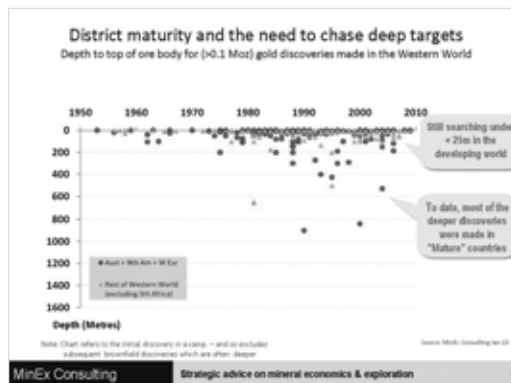 District maturity and the need to chase deep targets
Depth to top of ore body for (>0.1 Moz) gold discoveries made in the Western World
1950 1960 1970 1980 1990 2000 2010
0
200
400
600
800
1000
1200
1400
1600
Depth (Metres)
Still searching under
< 25m in the
developing world
To date, most of the
deeper discoveries
were made in
"Mature" countries
Aust + Nth Am + W Eur
Rest of Western World
(excluding Sth Africa)
Note: Chart refers to the initial discovery in a camp – and so excludes
subsequent brownfield discoveries which are often deeper
Source: MinEx Consulting Jan 10
MinEx Consulting
Strategic advice on mineral economics & exploration